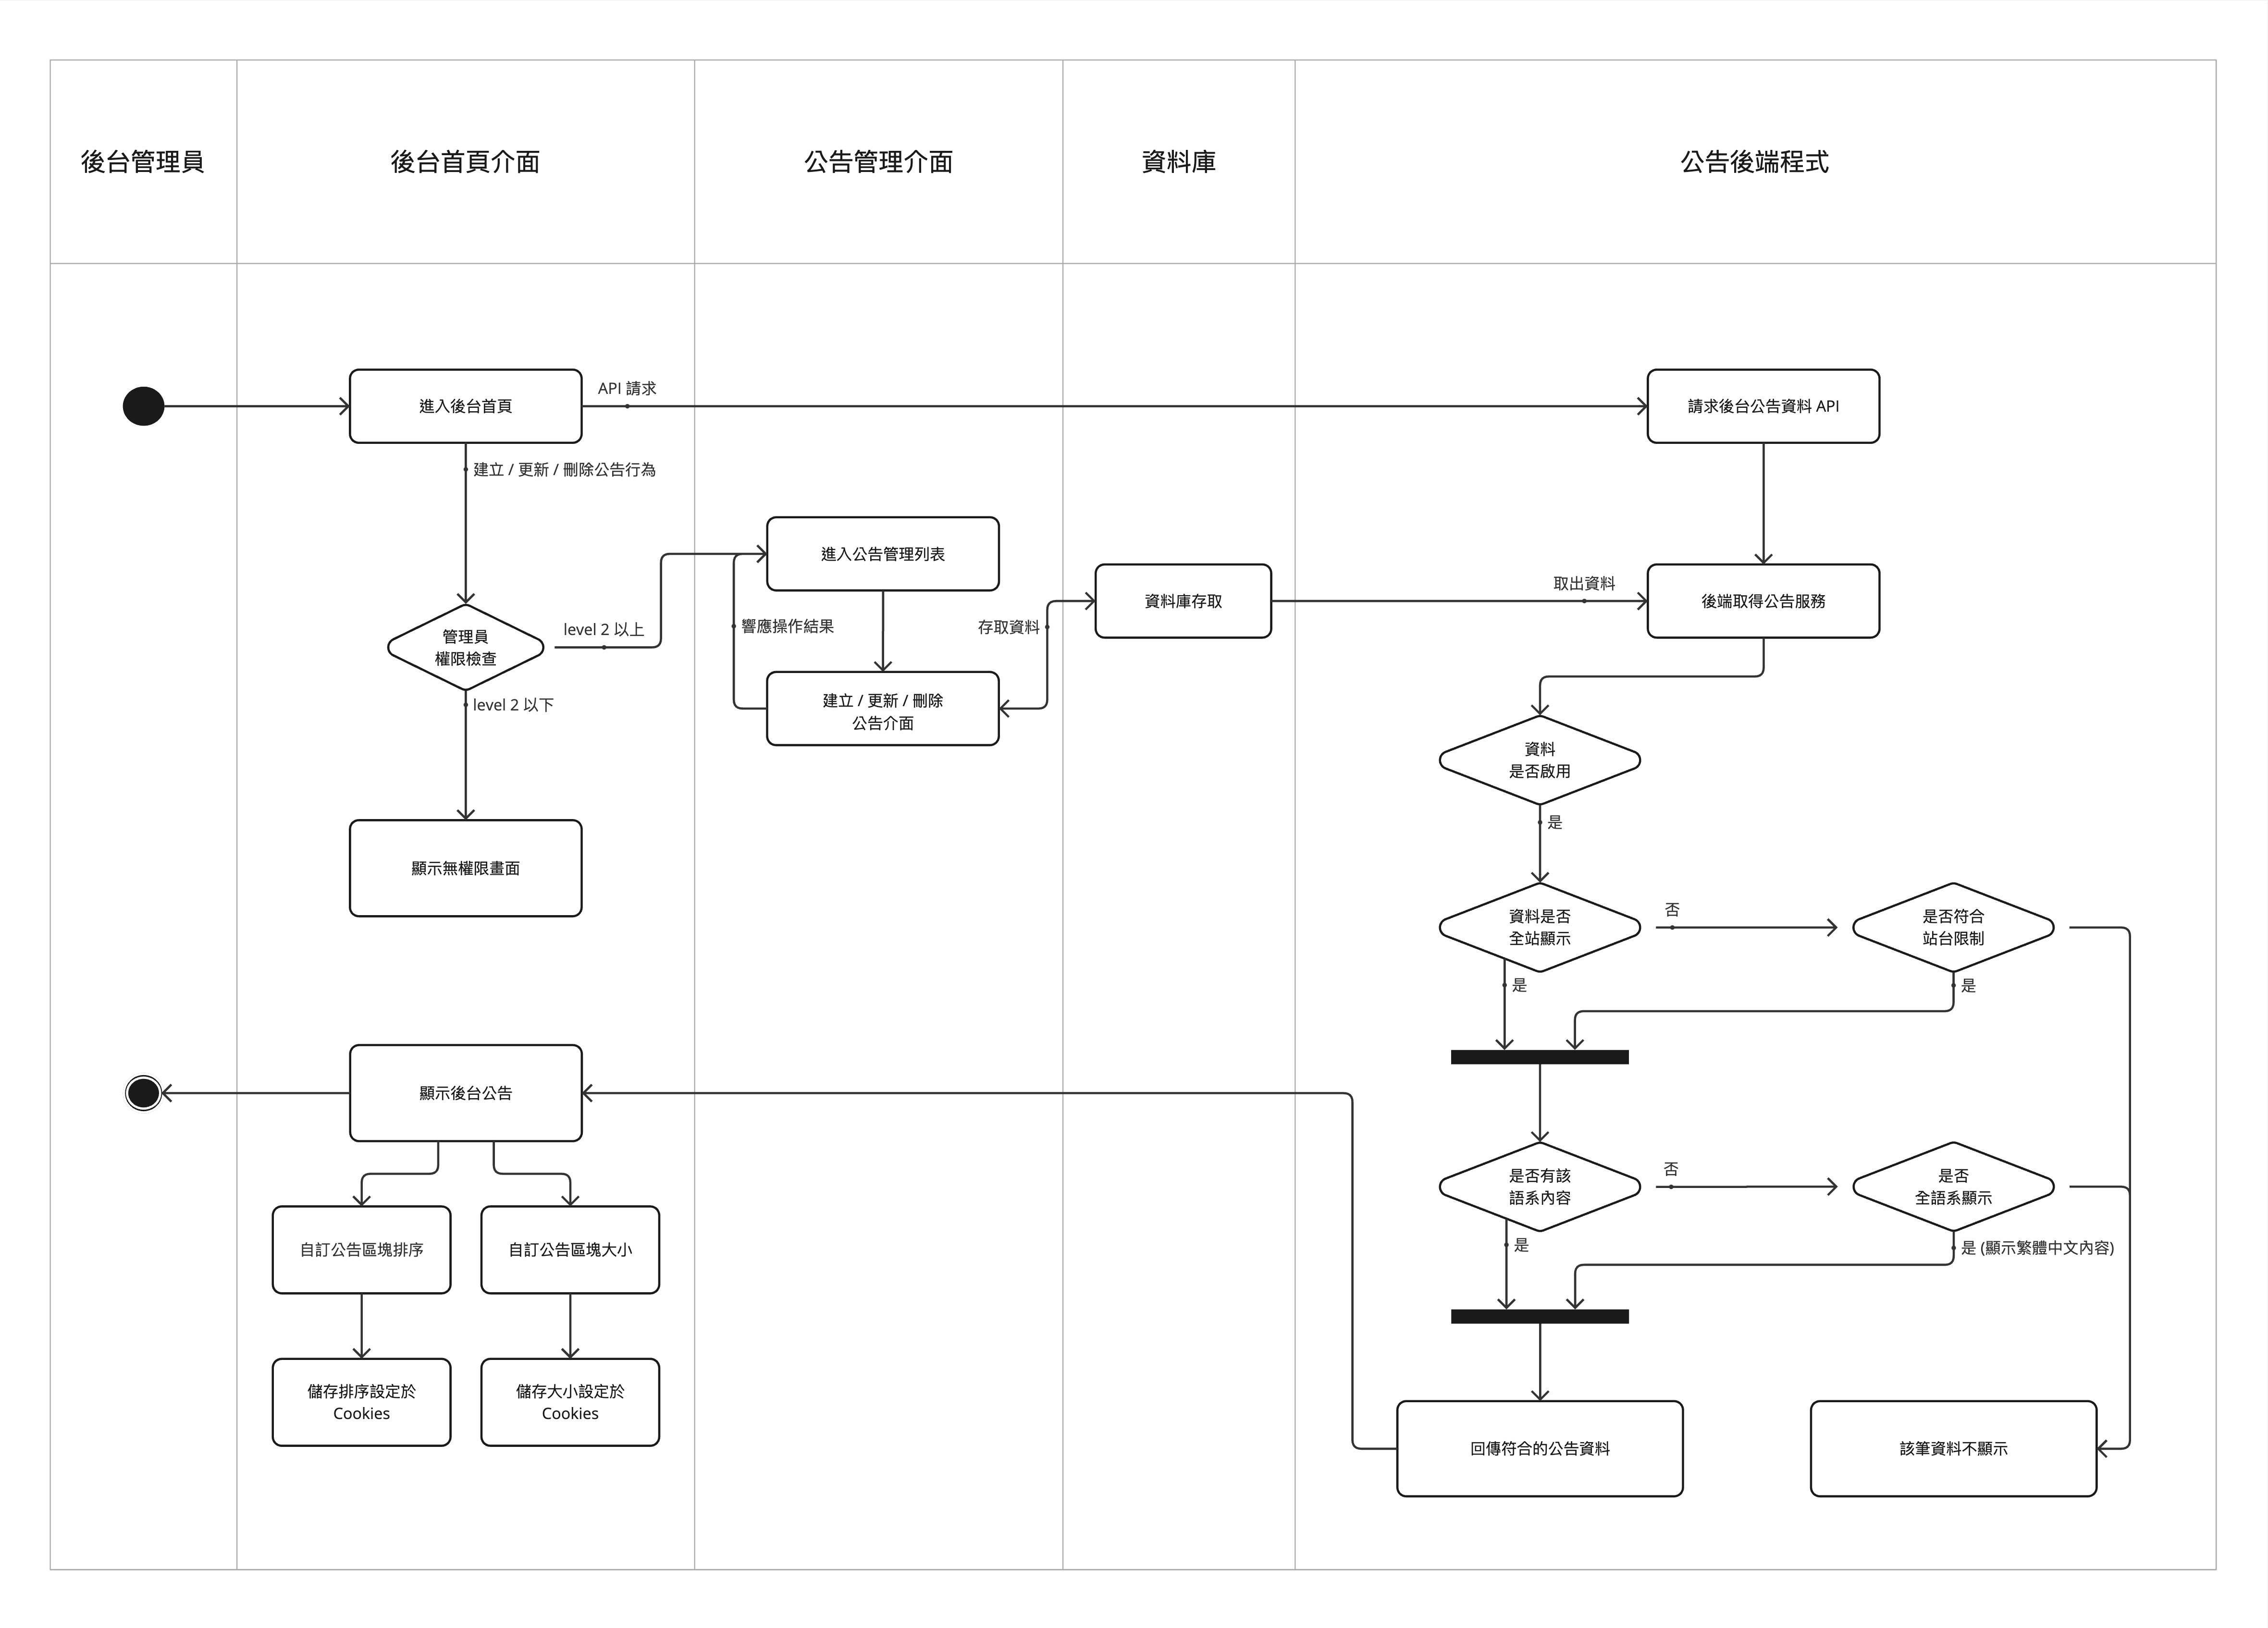 後台管理員
後台首頁介面
公告管理介面
資料庫
公告後端程式
進入後台首頁
API 請求
請求後台公告資料 API
建立 / 更新 / 刪除公告行為
進入公告管理列表
取出資料
資料庫存取
後端取得公告服務
管理員
權限檢查
level 2 以上
響應操作結果
存取資料
level 2 以下
建立 / 更新 / 刪除
公告介面
資料
是否啟用
是
顯示無權限畫面
資料是否
全站顯示
否
是否符合
站台限制
是
是
顯示後台公告
是否有該
語系內容
否
是否
全語系顯示
自訂公告區塊排序
自訂公告區塊大小
是
是 (顯示繁體中文內容)
儲存排序設定於
Cookies
儲存大小設定於
Cookies
回傳符合的公告資料
該筆資料不顯示